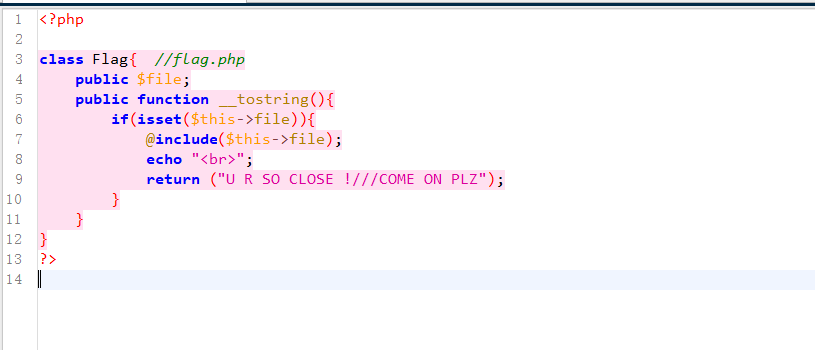 1 <?php
2
3 class Flag{  //flag.php
4     public $file;
5     public function __tostring(){
6         if(isset($this->file)){
7             @include($this->file);
8             echo "<br>";
9             return ("U R SO CLOSE !///COME ON PLZ");
10         }
11     }
12 }
13 ?>
14